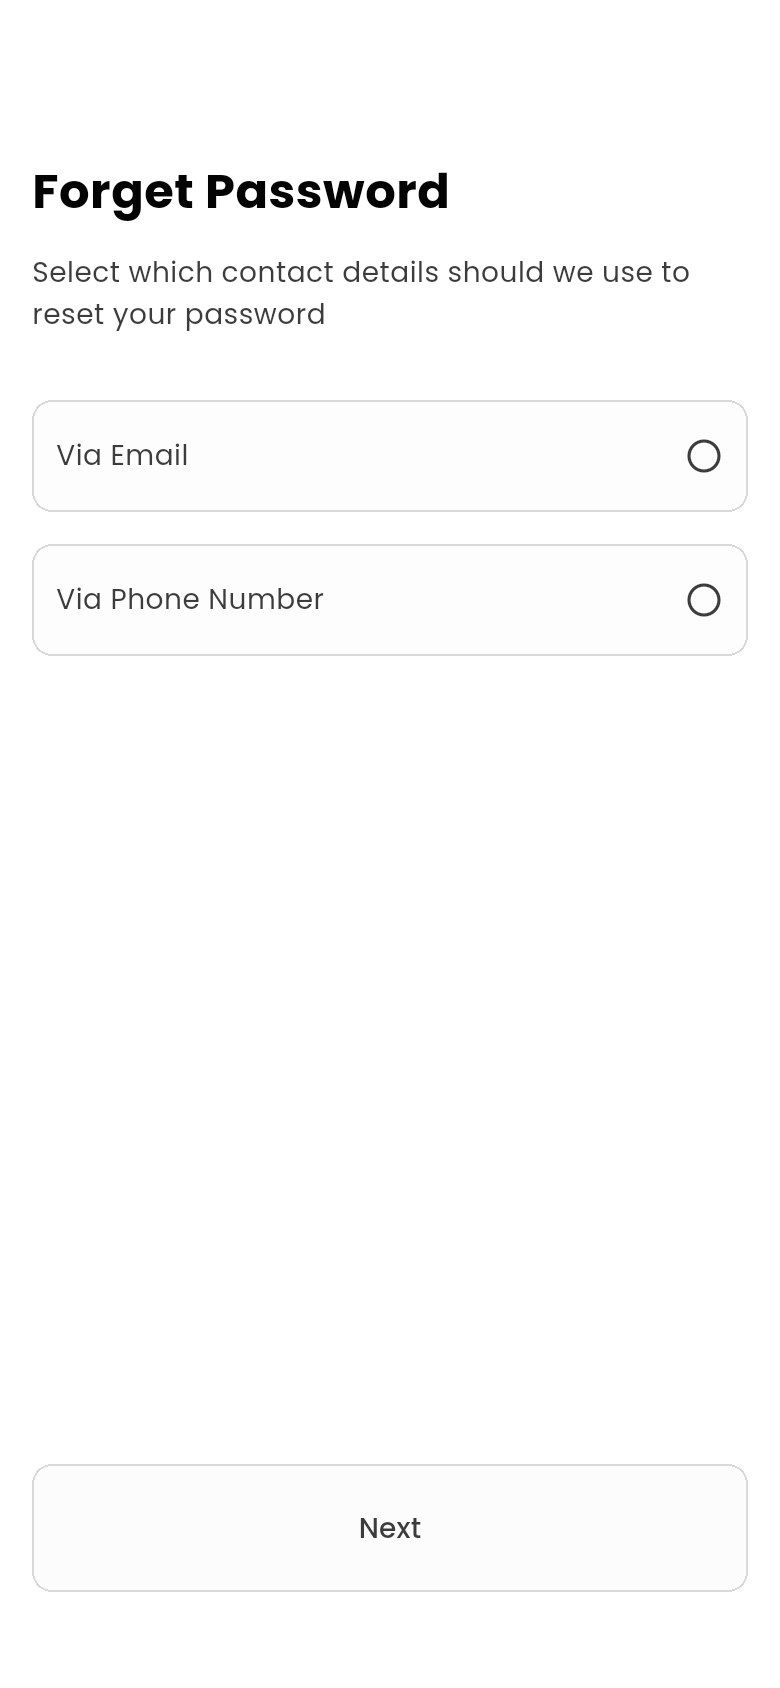 Forget Password
Select which contact details should we use to
reset your password
Via Email
Via Phone Number
Next